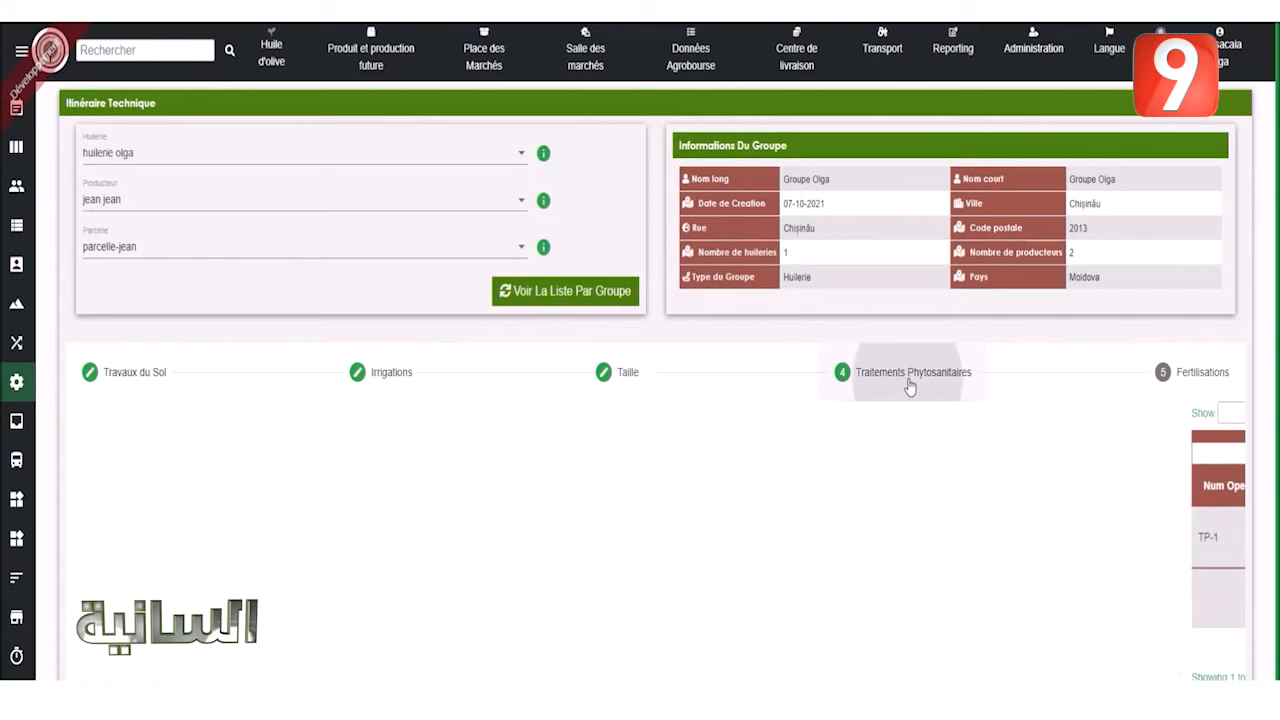 Développement
Rechercher
Huile
d'olive
Produit et production
future
Place des
Marchés
Salle des
marchés
Données
Agrobourse
Centre de
livraison
Transport
Reporting
Administration
Langue
9
Itinéraire Technique
Huilerie
huilerie olga
Producteur
jean jean
Parcelle
parcelle-jean
Voir La Liste Par Groupe
Informations Du Groupe
Nom long Groupe Olga Nom court Groupe Olga
Date de Creation 07-10-2021 Ville Chișinău
Rue Chișinău Code postale 2013
Nombre de huileries 1 Nombre de producteurs 2
Type du Groupe Huilerie Pays Moldova
Travaux du Sol
Irrigations
Taille
4 Traitements Phytosanitaires
5 Fertilisations
Show
Num Ope
TP-1
Showing 1 to
السانية